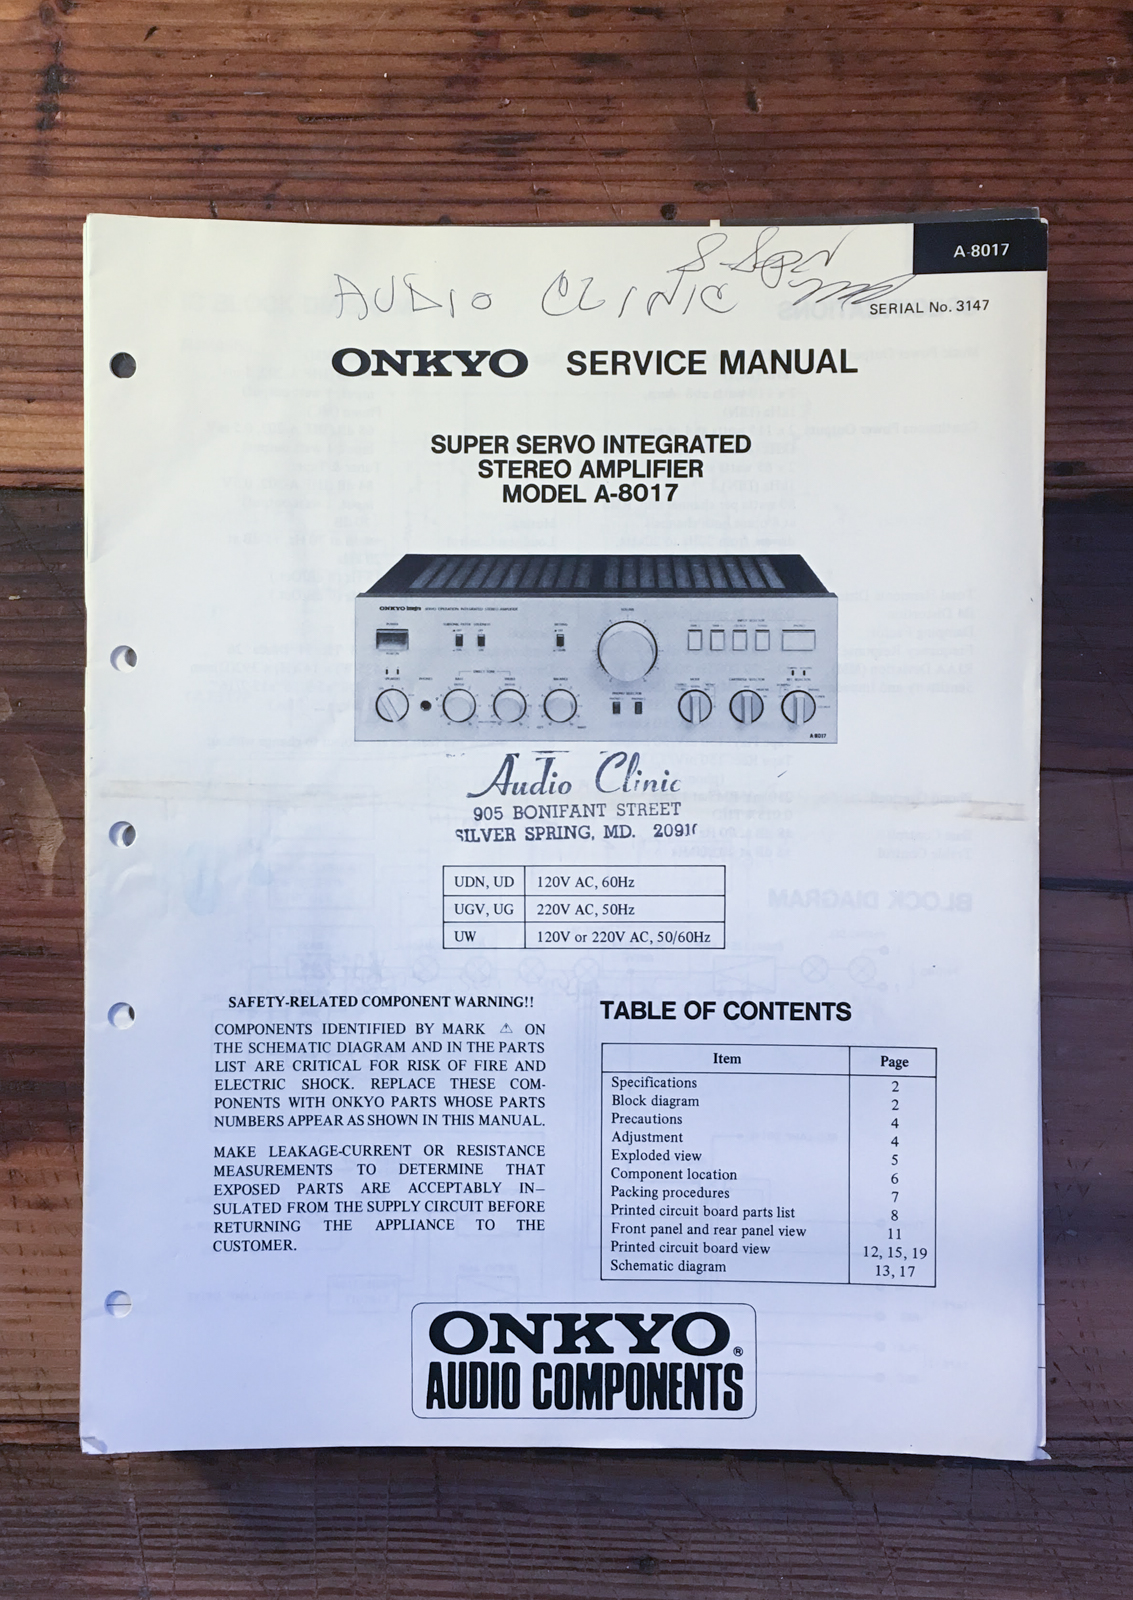 A-8017
AUDIO CLINIC
SERIAL No. 3147
ONKYO SERVICE MANUAL
SUPER SERVO INTEGRATED
STEREO AMPLIFIER
MODEL A-8017
ONKYO
A-8017
Audio Clinic
905 BONIFANT STREET
SILVER SPRING, MD. 20910
UDN, UD 120V AC, 60Hz
UGV, UG 220V AC, 50Hz
UW 120V or 220V AC, 50/60Hz
SAFETY-RELATED COMPONENT WARNING!!
COMPONENTS IDENTIFIED BY MARK ⚠ ON
THE SCHEMATIC DIAGRAM AND IN THE PARTS
LIST ARE CRITICAL FOR RISK OF FIRE AND
ELECTRIC SHOCK. REPLACE THESE COM-
PONENTS WITH ONKYO PARTS WHOSE PARTS
NUMBERS APPEAR AS SHOWN IN THIS MANUAL.
MAKE LEAKAGE-CURRENT OR RESISTANCE
MEASUREMENTS TO DETERMINE THAT
EXPOSED PARTS ARE ACCEPTABLY IN–
SULATED FROM THE SUPPLY CIRCUIT BEFORE
RETURNING THE APPLIANCE TO THE
CUSTOMER.
TABLE OF CONTENTS
Item Page
Specifications 2
Block diagram 2
Precautions 4
Adjustment 4
Exploded view 5
Component location 6
Packing procedures 7
Printed circuit board parts list 8
Front panel and rear panel view 11
Printed circuit board view 12, 15, 19
Schematic diagram 13, 17
ONKYO®
AUDIO COMPONENTS